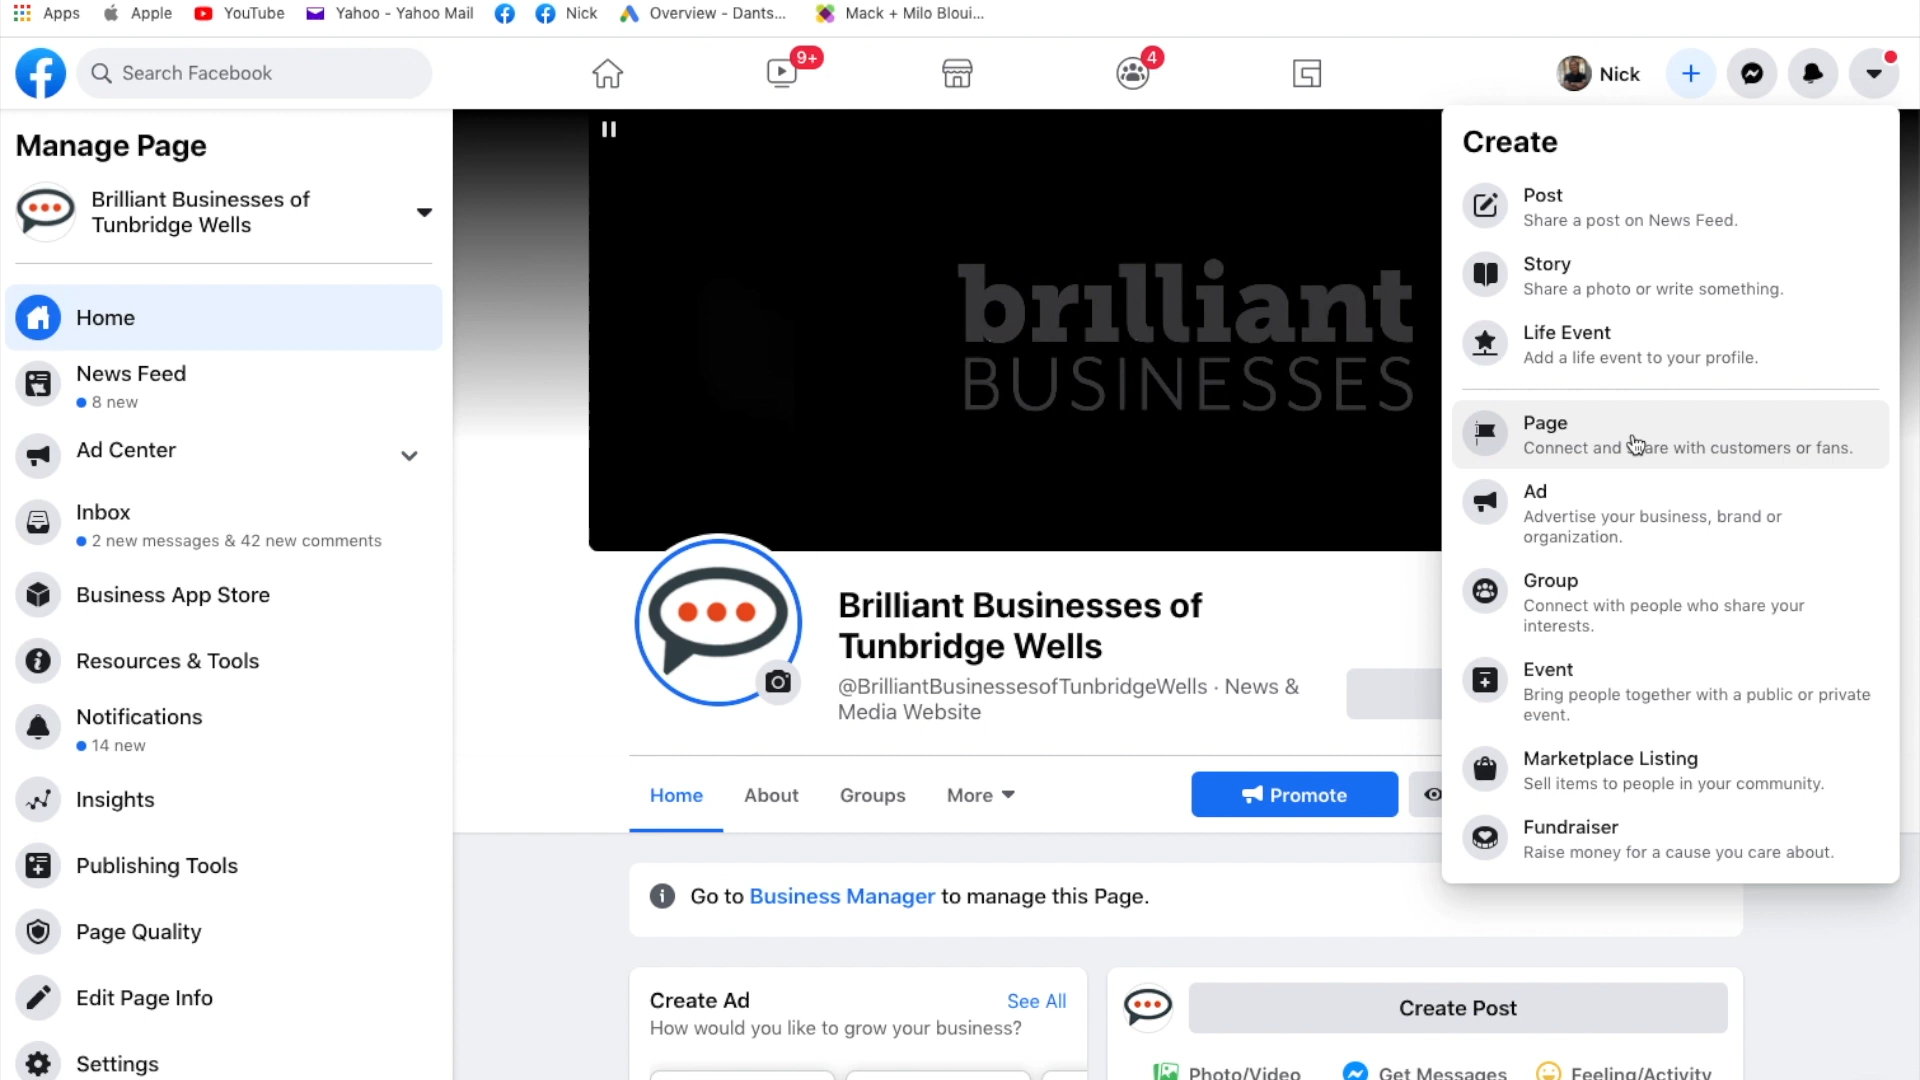 Apps Apple YouTube Yahoo - Yahoo Mail Nick Overview - Dants... Mack + Milo Bloui...
Search Facebook 9+ 4 Nick
Manage Page
Brilliant Businesses of
Tunbridge Wells
Home
News Feed
8 new
Ad Center
Inbox
2 new messages & 42 new comments
Business App Store
Resources & Tools
Notifications
14 new
Insights
Publishing Tools
Page Quality
Edit Page Info
Settings
brilliant
BUSINESSES
Brilliant Businesses of
Tunbridge Wells
@BrilliantBusinessesofTunbridgeWells · News &
Media Website
Home About Groups More Promote
Go to Business Manager to manage this Page.
Create Ad See All
How would you like to grow your business?
Create Post
Photo/Video Get Messages Feeling/Activity
Create
Post
Share a post on News Feed.
Story
Share a photo or write something.
Life Event
Add a life event to your profile.
Page
Connect and share with customers or fans.
Ad
Advertise your business, brand or
organization.
Group
Connect with people who share your
interests.
Event
Bring people together with a public or private
event.
Marketplace Listing
Sell items to people in your community.
Fundraiser
Raise money for a cause you care about.